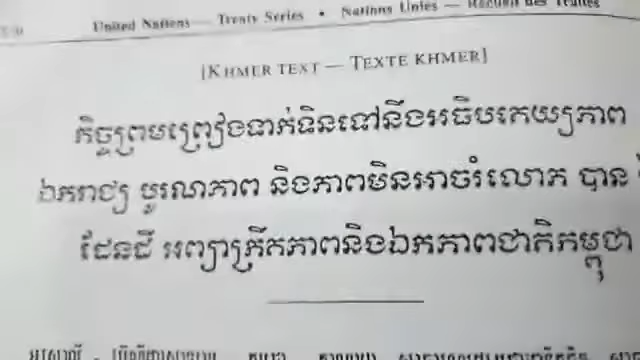 United Nations — Treaty Series • Nations Unies — Recueil des Traités
[KHMER TEXT — TEXTE KHMER]
កិច្ចព្រមព្រៀងទាក់ទិនទៅនឹងអធិបតេយ្យភាព
ឯករាជ្យ បូរណភាព និងភាពមិនអាចរំលោភ បាន
ដែនដី អព្យាក្រឹតភាពនិងឯកភាពជាតិកម្ពុជា